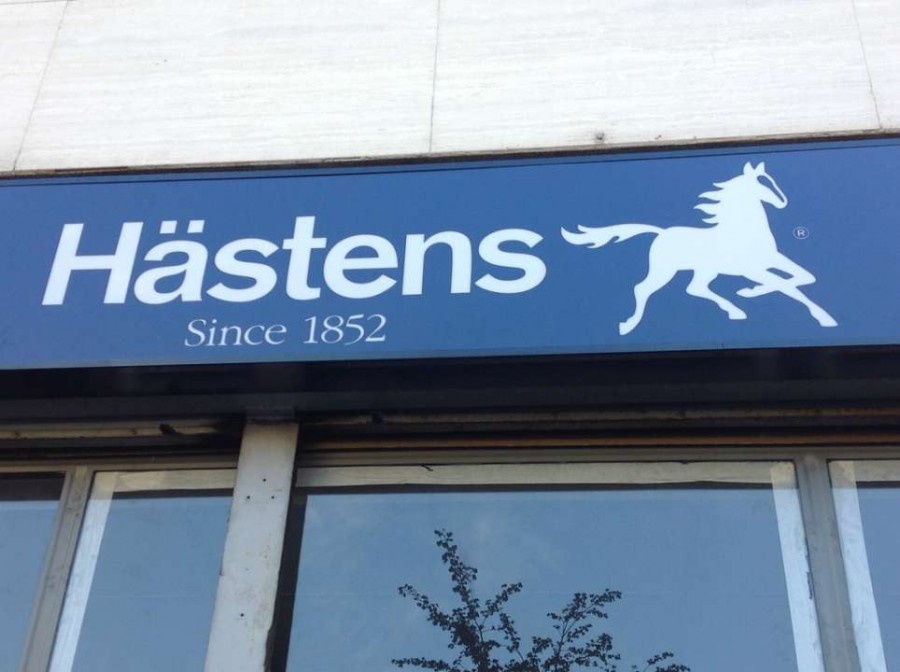 Hästens ®
Since 1852